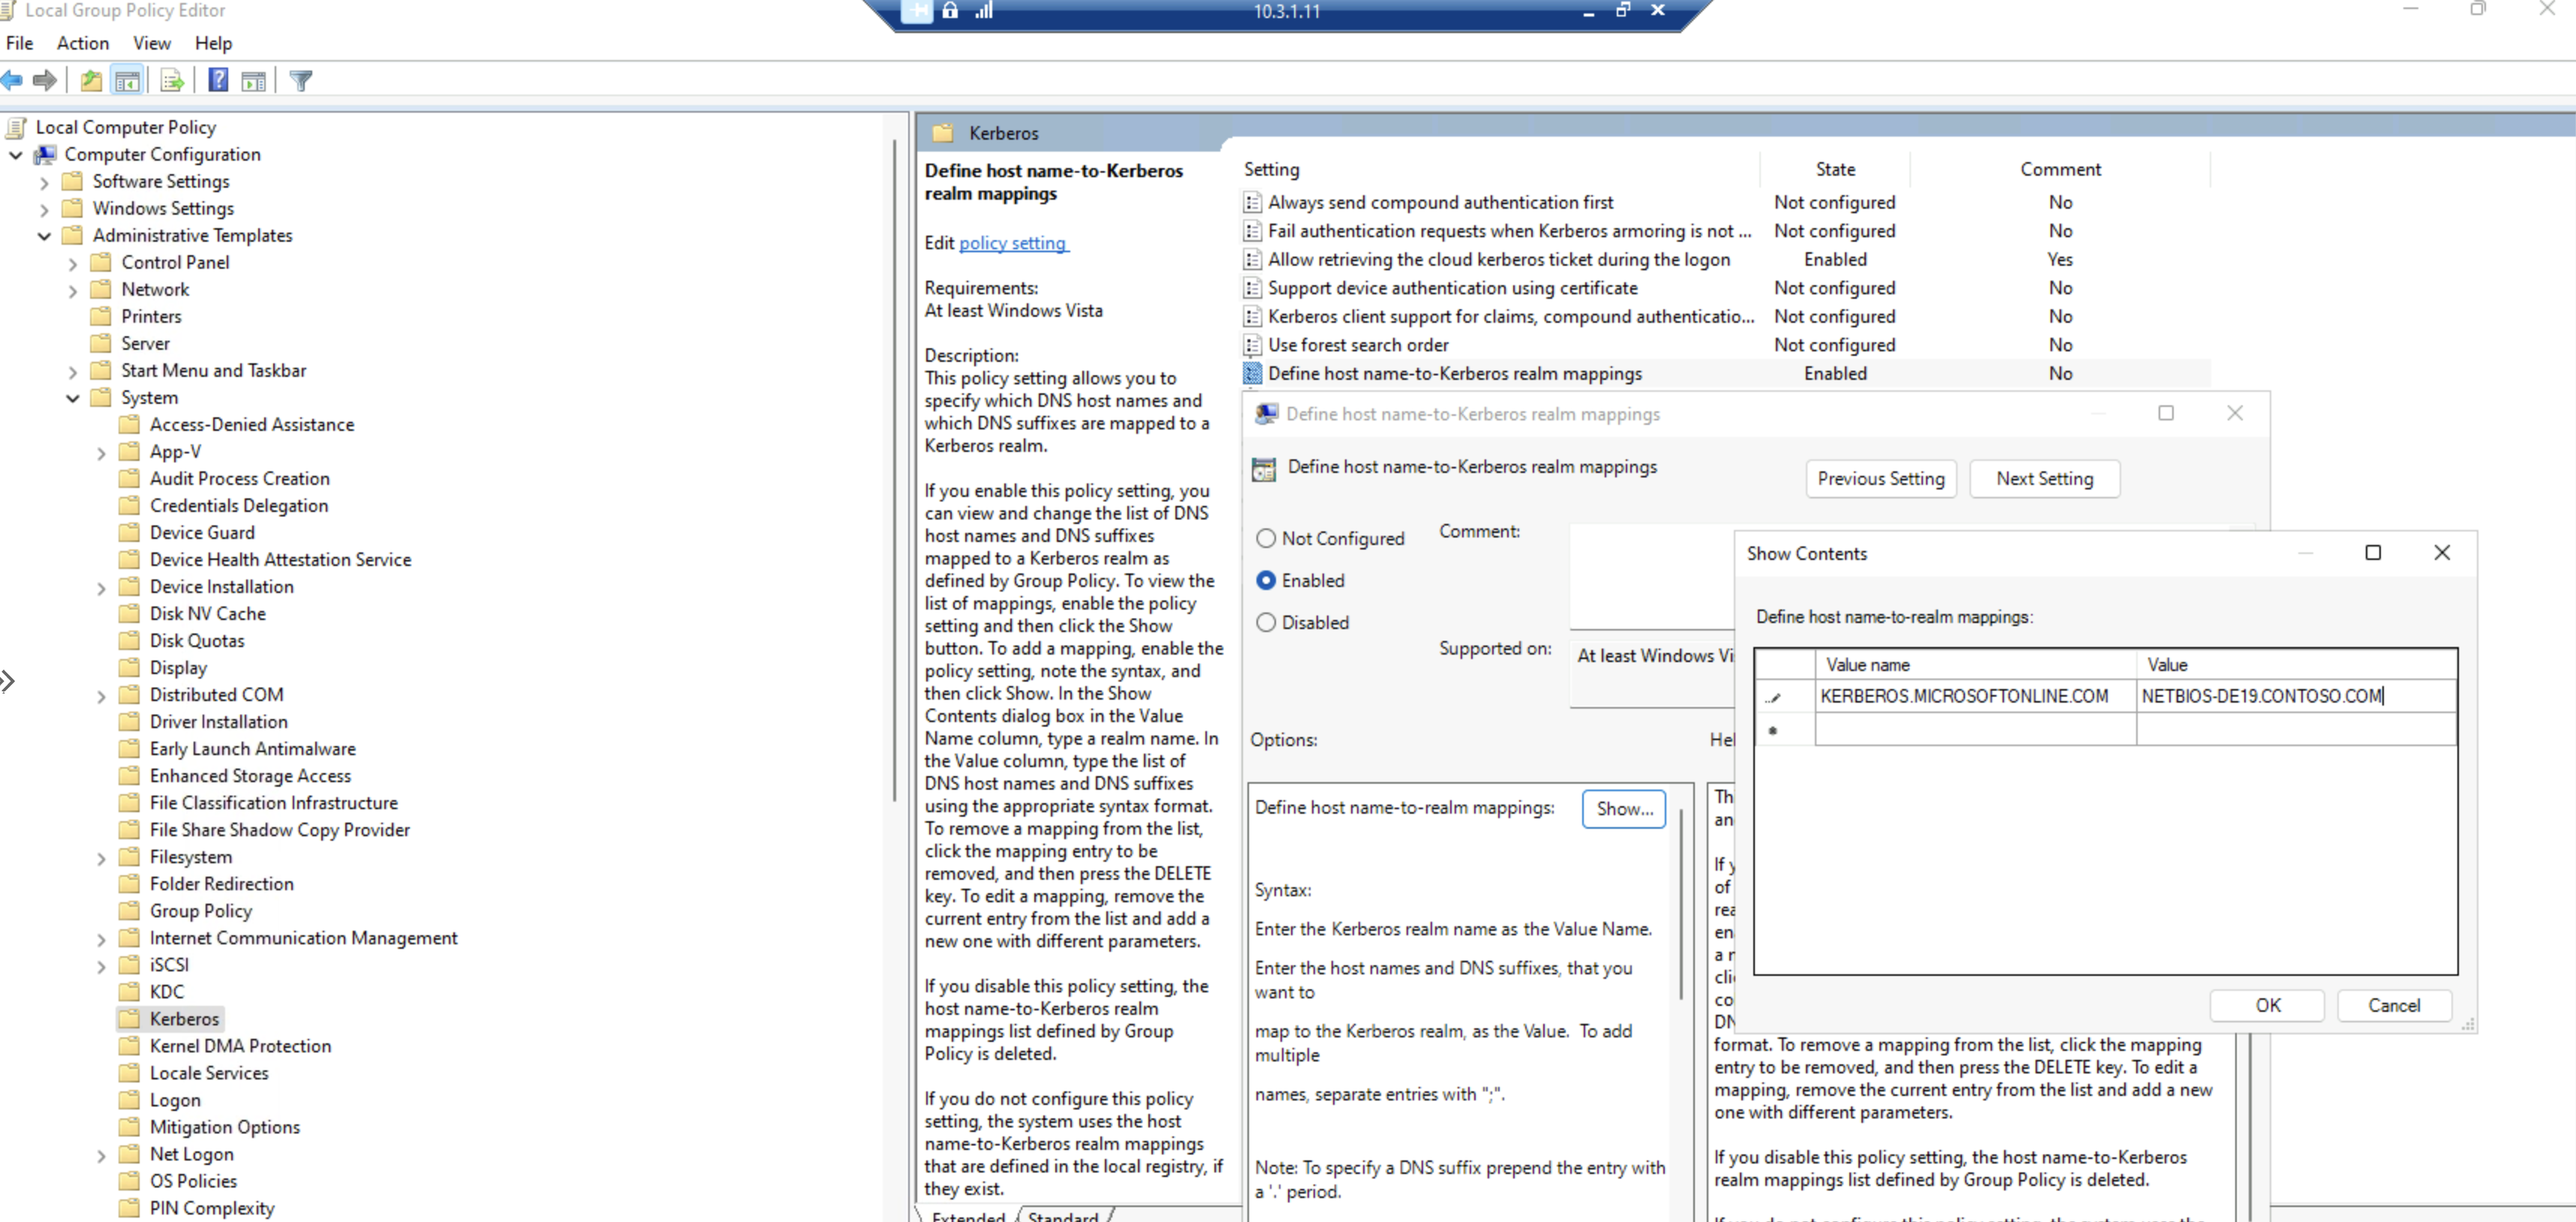 Local Group Policy Editor
10.3.1.11
File Action View Help
Local Computer Policy
Computer Configuration
Software Settings
Windows Settings
Administrative Templates
Control Panel
Network
Printers
Server
Start Menu and Taskbar
System
Access-Denied Assistance
App-V
Audit Process Creation
Credentials Delegation
Device Guard
Device Health Attestation Service
Device Installation
Disk NV Cache
Disk Quotas
Display
Distributed COM
Driver Installation
Early Launch Antimalware
Enhanced Storage Access
File Classification Infrastructure
File Share Shadow Copy Provider
Filesystem
Folder Redirection
Group Policy
Internet Communication Management
iSCSI
KDC
Kerberos
Kernel DMA Protection
Locale Services
Logon
Mitigation Options
Net Logon
OS Policies
PIN Complexity
Kerberos
Define host name-to-Kerberos
realm mappings
Edit policy setting
Requirements:
At least Windows Vista
Description:
This policy setting allows you to
specify which DNS host names and
which DNS suffixes are mapped to a
Kerberos realm.
If you enable this policy setting, you
can view and change the list of DNS
host names and DNS suffixes
mapped to a Kerberos realm as
defined by Group Policy. To view the
list of mappings, enable the policy
setting and then click the Show
button. To add a mapping, enable the
policy setting, note the syntax, and
then click Show. In the Show
Contents dialog box in the Value
Name column, type a realm name. In
the Value column, type the list of
DNS host names and DNS suffixes
using the appropriate syntax format.
To remove a mapping from the list,
click the mapping entry to be
removed, and then press the DELETE
key. To edit a mapping, remove the
current entry from the list and add a
new one with different parameters.
If you disable this policy setting, the
host name-to-Kerberos realm
mappings list defined by Group
Policy is deleted.
If you do not configure this policy
setting, the system uses the host
name-to-Kerberos realm mappings
that are defined in the local registry, if
they exist.
Extended Standard
Setting State Comment
Always send compound authentication first Not configured No
Fail authentication requests when Kerberos armoring is not ... Not configured No
Allow retrieving the cloud kerberos ticket during the logon Enabled Yes
Support device authentication using certificate Not configured No
Kerberos client support for claims, compound authenticatio... Not configured No
Use forest search order Not configured No
Define host name-to-Kerberos realm mappings Enabled No
Define host name-to-Kerberos realm mappings
Define host name-to-Kerberos realm mappings
Previous Setting Next Setting
Not Configured Comment:
Enabled
Disabled
Supported on: At least Windows Vi
Options: Hel
Define host name-to-realm mappings: Show...
Syntax:
Enter the Kerberos realm name as the Value Name.
Enter the host names and DNS suffixes, that you
want to
map to the Kerberos realm, as the Value. To add
multiple
names, separate entries with ";".
Note: To specify a DNS suffix prepend the entry with
a '.' period.
Th
an
If y
of
rea
en
a n
clic
co
DN
format. To remove a mapping from the list, click the mapping
entry to be removed, and then press the DELETE key. To edit a
mapping, remove the current entry from the list and add a new
one with different parameters.
If you disable this policy setting, the host name-to-Kerberos
realm mappings list defined by Group Policy is deleted.
Show Contents
Define host name-to-realm mappings:
Value name Value
KERBEROS.MICROSOFTONLINE.COM NETBIOS-DE19.CONTOSO.COM
OK Cancel